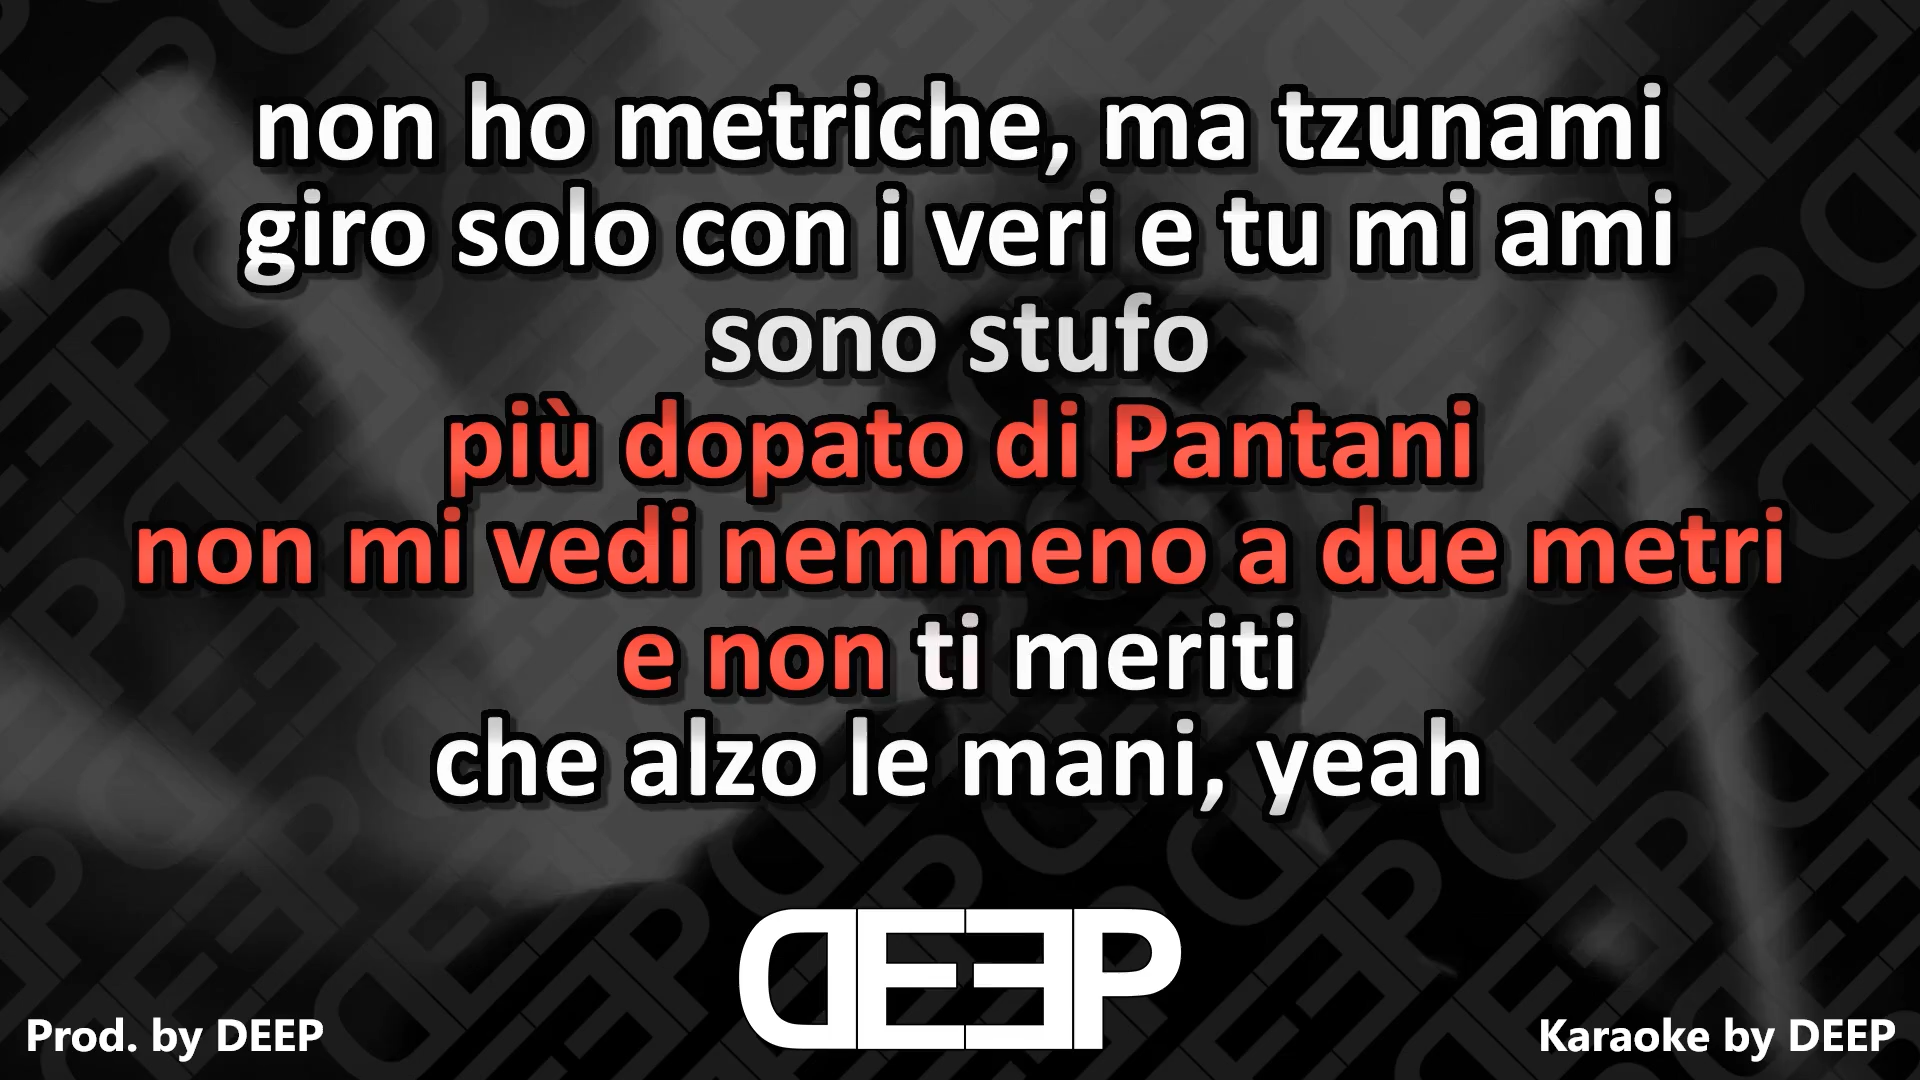 non ho metriche, ma tzunami
giro solo con i veri e tu mi ami
sono stufo
più dopato di Pantani
non mi vedi nemmeno a due metri
e non ti meriti
che alzo le mani, yeah
DEEP
Prod. by DEEP
Karaoke by DEEP